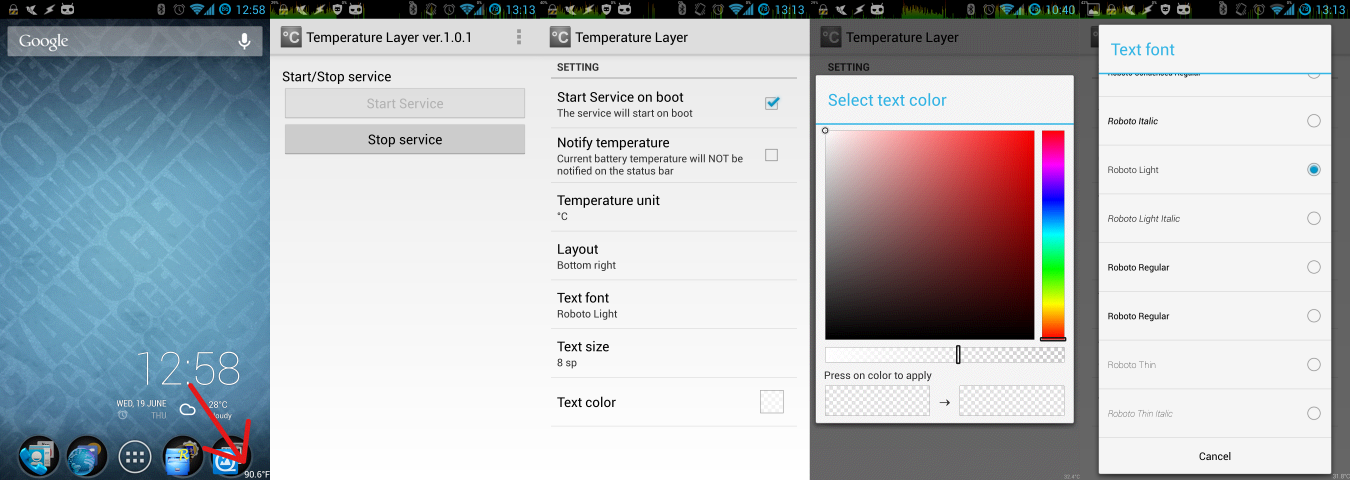 12:58
Google
12:58
WED, 19 JUNE
THU
28°C
90.6°F
13:13
°C Temperature Layer ver.1.0.1
Start/Stop service
Start Service
Stop service
13:13
°C Temperature Layer
SETTING
Start Service on boot
The service will start on boot
Notify temperature
Current battery temperature will NOT be
notified on the status bar
Temperature unit
°C
Layout
Bottom right
Text font
Roboto Light
Text size
8 sp
Text color
10:40
°C Temperature Layer
SETTING
Select text color
Press on color to apply
→
13:13
Text font
Roboto Condensed Regular
Roboto Italic
Roboto Light
Roboto Light Italic
Roboto Regular
Roboto Regular
Roboto Thin
Roboto Thin Italic
Cancel